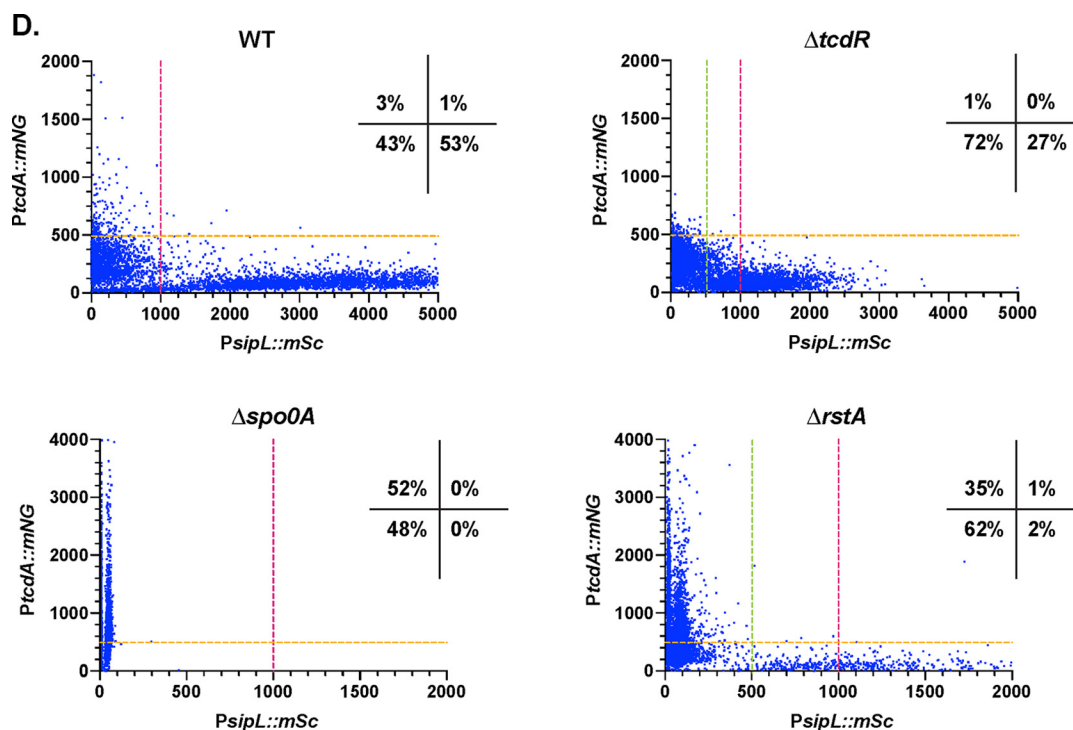 D.
WT
2000
1500
1000
500
0
PtcdA::mNG
0 1000 2000 3000 4000 5000
PsipL::mSc
3% 1%
43% 53%
ΔtcdR
2000
1500
1000
500
0
PtcdA::mNG
0 1000 2000 3000 4000 5000
PsipL::mSc
1% 0%
72% 27%
Δspo0A
4000
3000
2000
1000
0
PtcdA::mNG
0 500 1000 1500 2000
PsipL::mSc
52% 0%
48% 0%
ΔrstA
4000
3000
2000
1000
0
PtcdA::mNG
0 500 1000 1500 2000
PsipL::mSc
35% 1%
62% 2%